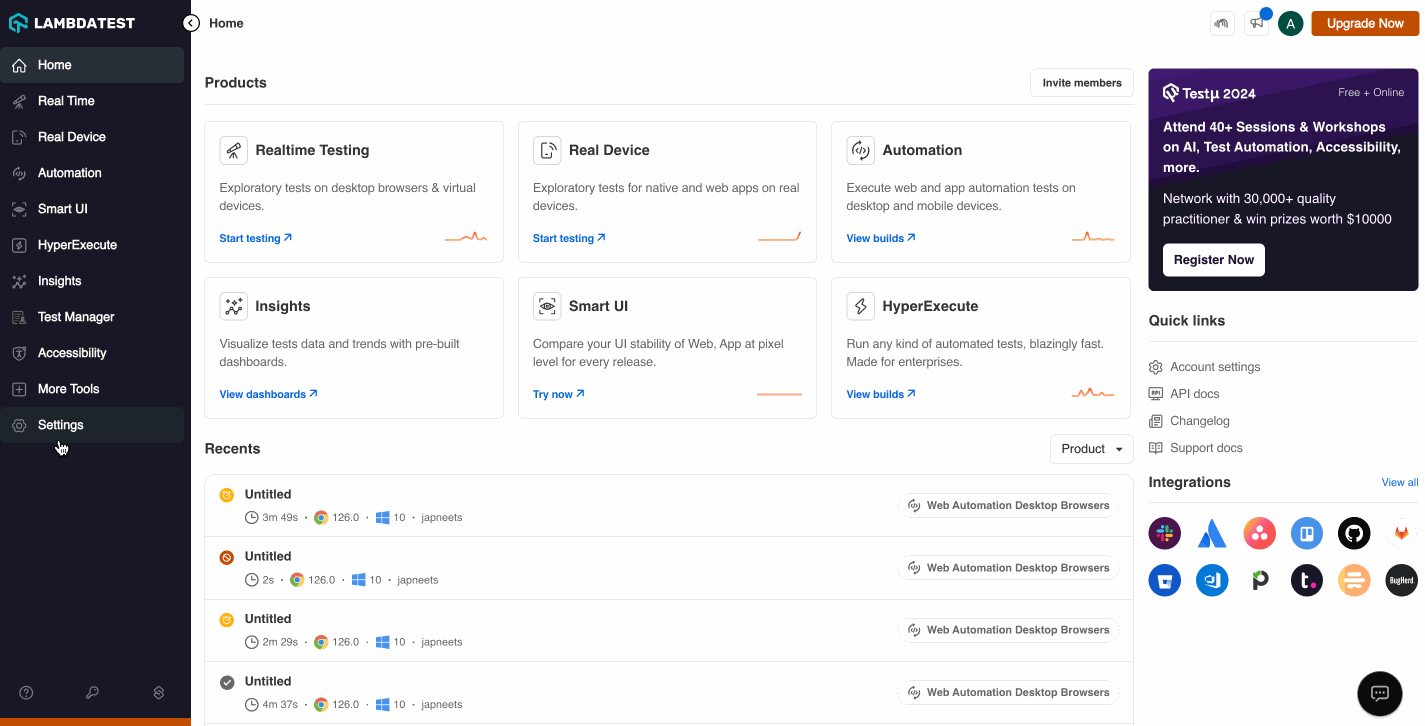 LAMBDATEST
Home
Real Time
Real Device
Automation
Smart UI
HyperExecute
Insights
Test Manager
Accessibility
More Tools
Settings
Home
A
Upgrade Now
Products
Invite members
Realtime Testing
Exploratory tests on desktop browsers & virtual
devices.
Start testing
Real Device
Exploratory tests for native and web apps on real
devices.
Start testing
Automation
Execute web and app automation tests on
desktop and mobile devices.
View builds
Insights
Visualize tests data and trends with pre-built
dashboards.
View dashboards
Smart UI
Compare your UI stability of Web, App at pixel
level for every release.
Try now
HyperExecute
Run any kind of automated tests, blazingly fast.
Made for enterprises.
View builds
Recents
Product
Untitled
3m 49s · 126.0 · 10 · japneets
Web Automation Desktop Browsers
Untitled
2s · 126.0 · 10 · japneets
Web Automation Desktop Browsers
Untitled
2m 29s · 126.0 · 10 · japneets
Web Automation Desktop Browsers
Untitled
4m 37s · 126.0 · 10 · japneets
Web Automation Desktop Browsers
Testμ 2024
Free + Online
Attend 40+ Sessions & Workshops
on AI, Test Automation, Accessibility,
more.
Network with 30,000+ quality
practitioner & win prizes worth $10000
Register Now
Quick links
Account settings
API docs
Changelog
Support docs
Integrations
View all
BugHerd.